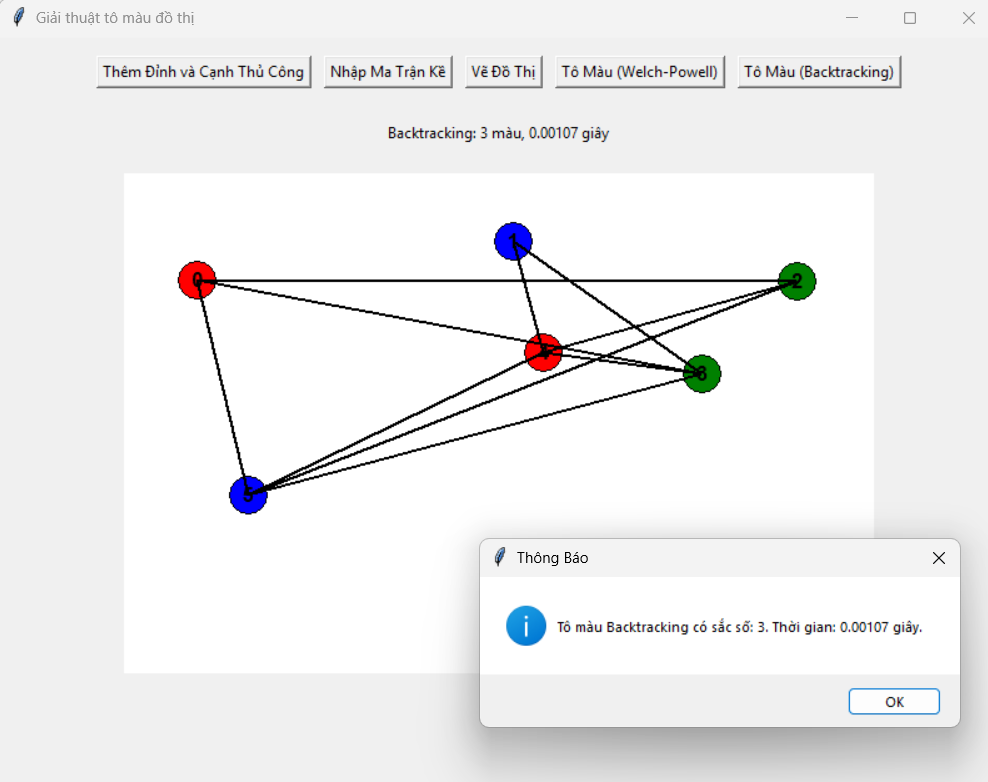 Giải thuật tô màu đồ thị
Thêm Đỉnh và Cạnh Thủ Công Nhập Ma Trận Kề Vẽ Đồ Thị Tô Màu (Welch-Powell) Tô Màu (Backtracking)
Backtracking: 3 màu, 0.00107 giây
1
0
2
4
3
5
Thông Báo
Tô màu Backtracking có sắc số: 3. Thời gian: 0.00107 giây.
OK